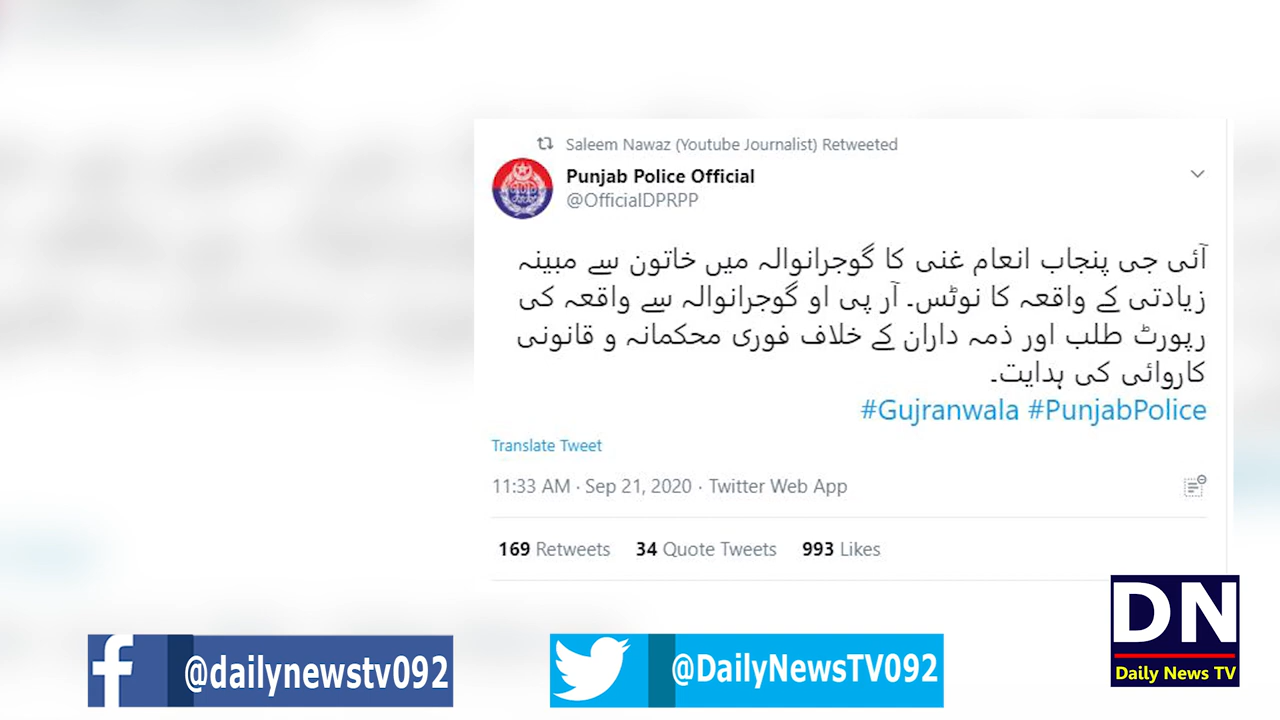 Saleem Nawaz (Youtube Journalist) Retweeted
Punjab Police Official
@OfficialDPRPP
آئی جی پنجاب انعام غنی کا گوجرانوالہ میں خاتون سے مبینہ
زیادتی کے واقعہ کا نوٹس۔ آر پی او گوجرانوالہ سے واقعہ کی
رپورٹ طلب اور ذمہ داران کے خلاف فوری محکمانہ و قانونی
کاروائی کی ہدایت۔
#Gujranwala #PunjabPolice
Translate Tweet
11:33 AM · Sep 21, 2020 · Twitter Web App
169 Retweets 34 Quote Tweets 993 Likes
DN
Daily News TV
@dailynewstv092
@DailyNewsTV092